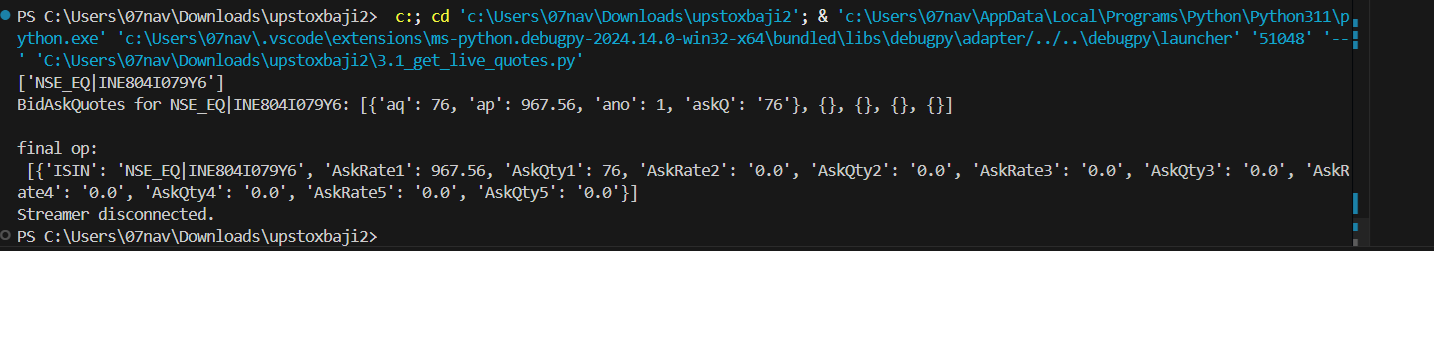 PS C:\Users\07nav\Downloads\upstoxbaji2>  c:; cd 'c:\Users\07nav\Downloads\upstoxbaji2'; & 'c:\Users\07nav\AppData\Local\Programs\Python\Python311\p
ython.exe' 'c:\Users\07nav\.vscode\extensions\ms-python.debugpy-2024.14.0-win32-x64\bundled\libs\debugpy\adapter/../..\debugpy\launcher' '51048' '--
' 'C:\Users\07nav\Downloads\upstoxbaji2\3.1_get_live_quotes.py'
['NSE_EQ|INE804I079Y6']
BidAskQuotes for NSE_EQ|INE804I079Y6: [{'aq': 76, 'ap': 967.56, 'ano': 1, 'askQ': '76'}, {}, {}, {}, {}]
final op:
[{'ISIN': 'NSE_EQ|INE804I079Y6', 'AskRate1': 967.56, 'AskQty1': 76, 'AskRate2': '0.0', 'AskQty2': '0.0', 'AskRate3': '0.0', 'AskQty3': '0.0', 'AskR
ate4': '0.0', 'AskQty4': '0.0', 'AskRate5': '0.0', 'AskQty5': '0.0'}]
Streamer disconnected.
PS C:\Users\07nav\Downloads\upstoxbaji2>